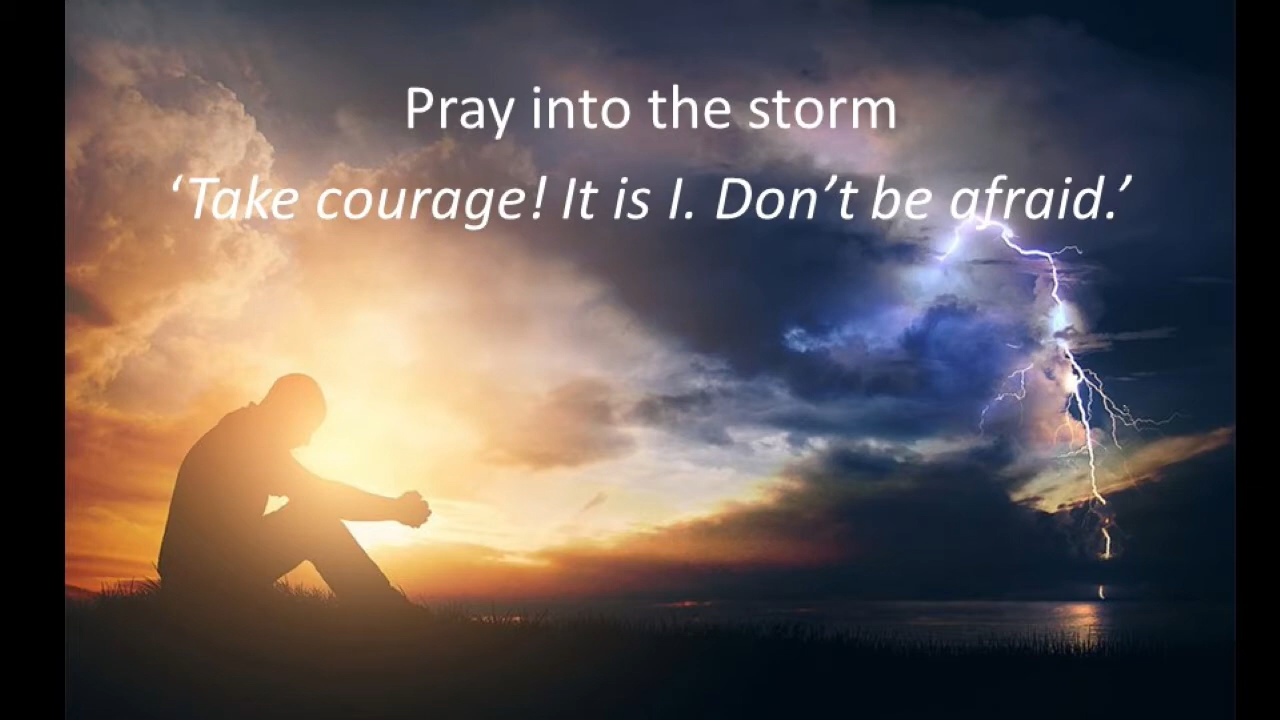 Pray into the storm
‘Take courage! It is I. Don’t be afraid.’